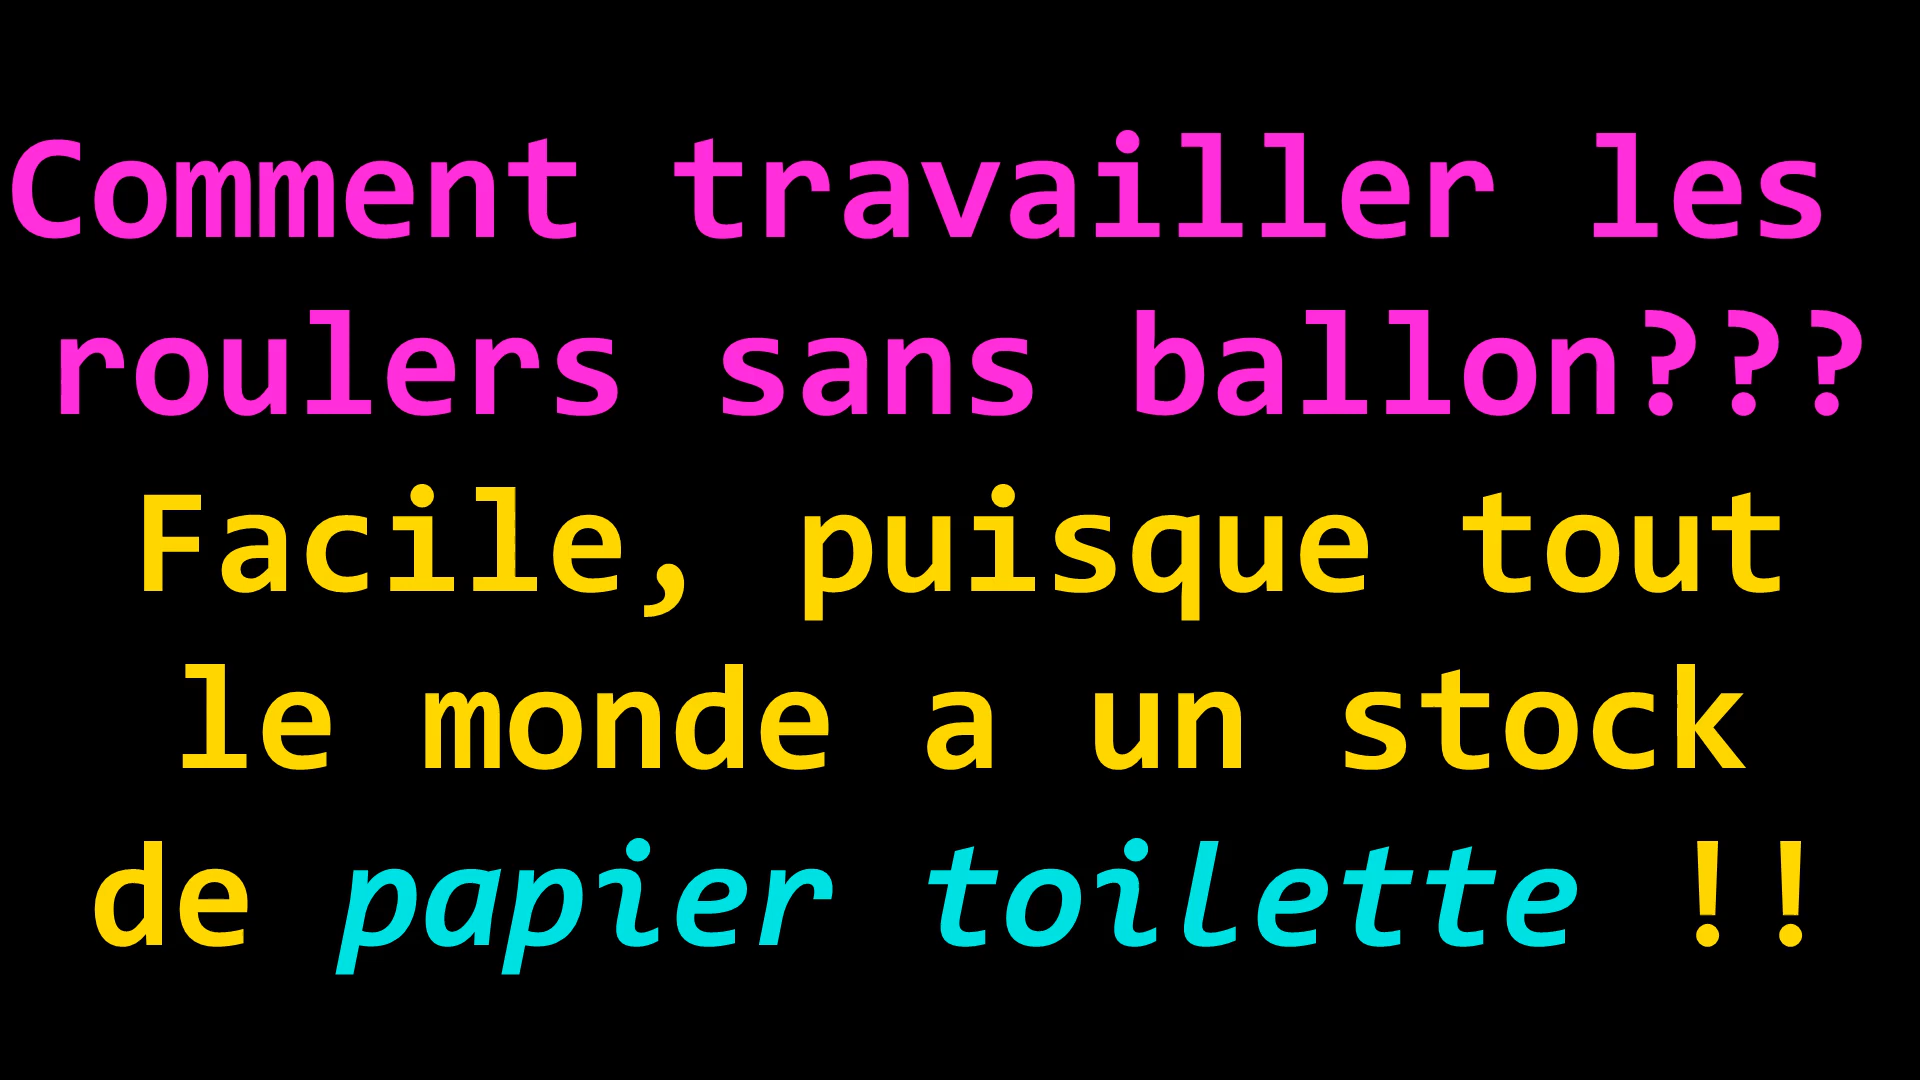 Comment travailler les
roulers sans ballon???
Facile, puisque tout
le monde a un stock
de papier toilette !!